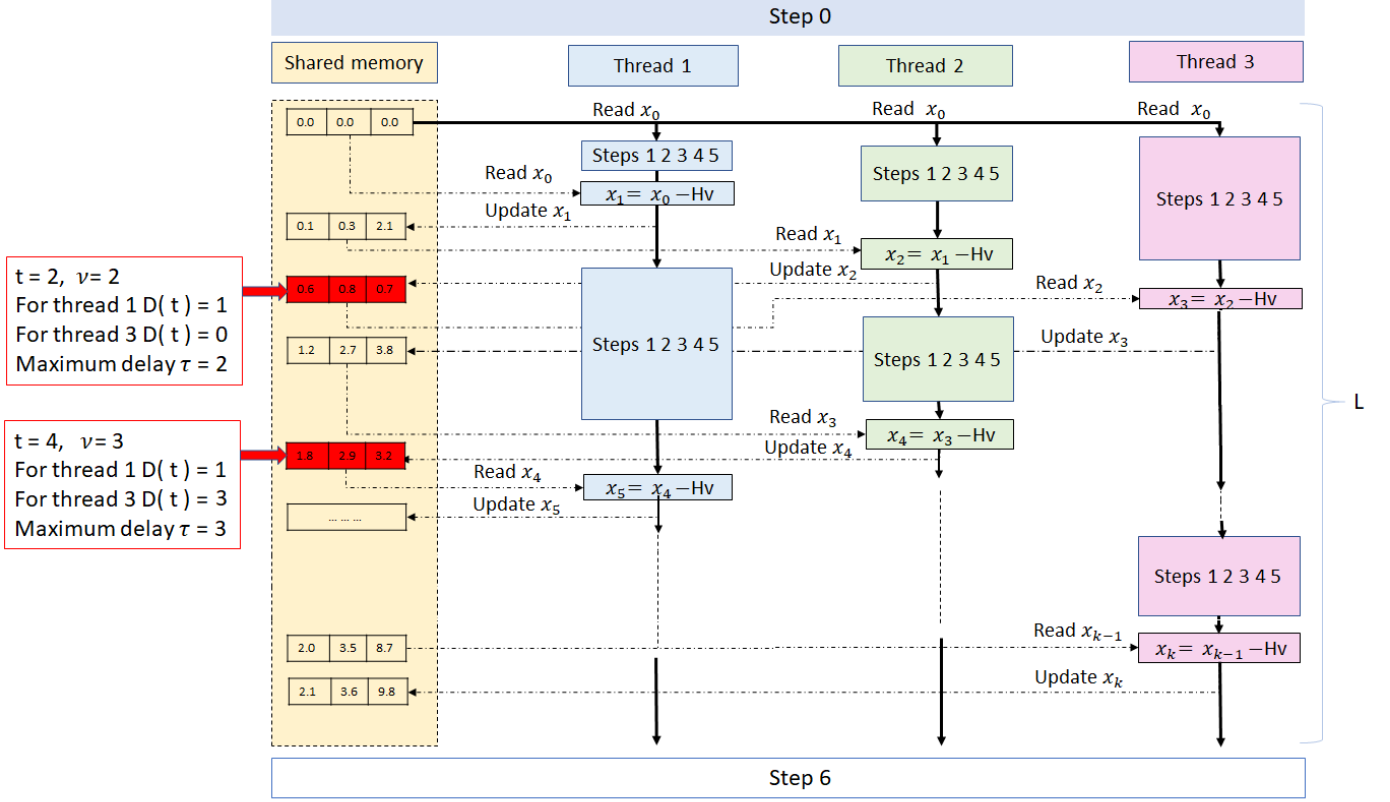 Step 0
Shared memory
Thread 1
Thread 2
Thread 3
Read x₀
Read x₀
Read x₀
0.0 0.0 0.0
Steps 1 2 3 4 5
Steps 1 2 3 4 5
Steps 1 2 3 4 5
Read x₀
x₁= x₀ −Hv
Update x₁
0.1 0.3 2.1
Read x₁
x₂= x₁ −Hv
Update x₂
t = 2, ν= 2
For thread 1 D( t ) = 1
For thread 3 D( t ) = 0
Maximum delay τ = 2
0.6 0.8 0.7
Read x₂
x₃= x₂ −Hv
Steps 1 2 3 4 5
Steps 1 2 3 4 5
Update x₃
1.2 2.7 3.8
L
Read x₃
x₄= x₃ −Hv
Update x₄
t = 4, ν= 3
For thread 1 D( t ) = 1
For thread 3 D( t ) = 3
Maximum delay τ = 3
1.8 2.9 3.2
Read x₄
x₅= x₄ −Hv
Update x₅
... ... ...
Steps 1 2 3 4 5
2.0 3.5 8.7
Read xₖ₋₁
xₖ= xₖ₋₁ −Hv
Update xₖ
2.1 3.6 9.8
Step 6